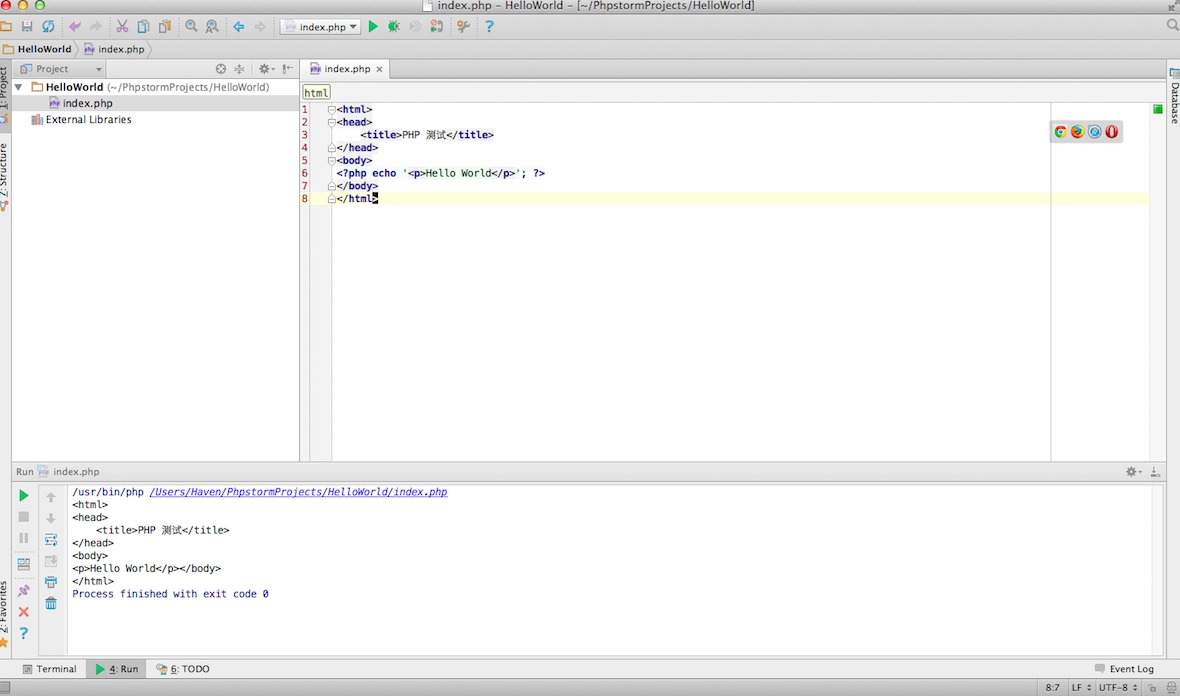 index.php – HelloWorld – [~/PhpstormProjects/HelloWorld]
index.php
HelloWorld
index.php
1: Project
Project
index.php
Database
HelloWorld (~/PhpstormProjects/HelloWorld)
index.php
External Libraries
html
1 <html>
2 <head>
3 <title>PHP 测试</title>
4 </head>
5 <body>
6 <?php echo '<p>Hello World</p>'; ?>
7 </body>
8 </html>
7: Structure
Run index.php
/usr/bin/php /Users/Haven/PhpstormProjects/HelloWorld/index.php
<html>
<head>
<title>PHP 测试</title>
</head>
<body>
<p>Hello World</p></body>
</html>
Process finished with exit code 0
2: Favorites
Terminal
4: Run
6: TODO
Event Log
8:7
LF
UTF-8